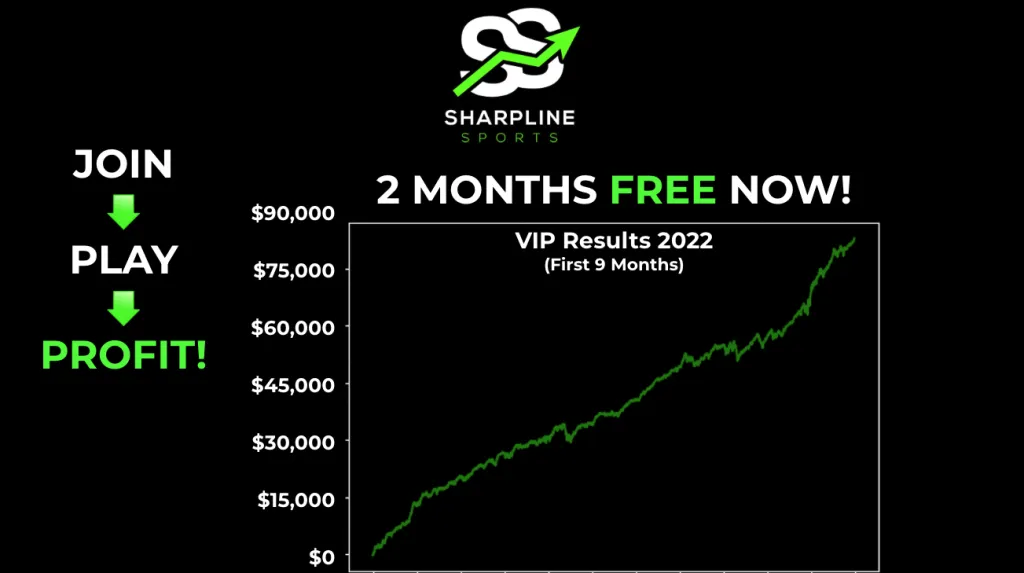 SS
SHARPLINE
SPORTS
JOIN
PLAY
PROFIT!
2 MONTHS FREE NOW!
VIP Results 2022
(First 9 Months)
$90,000
$75,000
$60,000
$45,000
$30,000
$15,000
$0